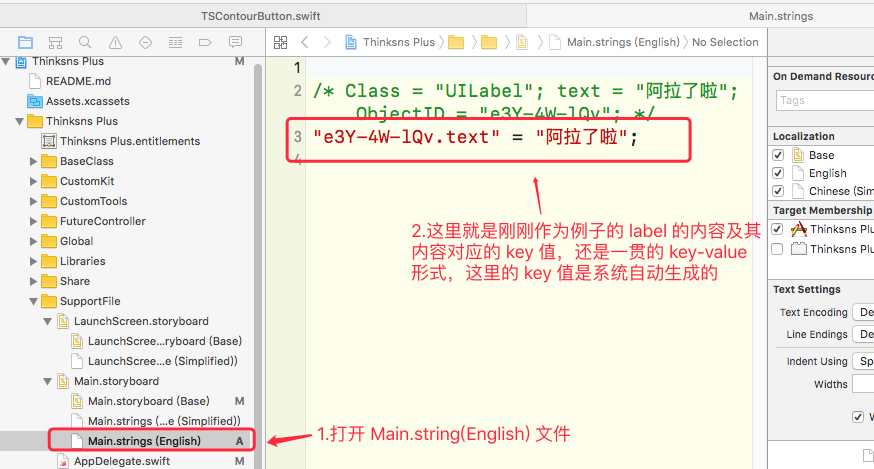 TSContourButton.swift
Main.strings
Thinksns Plus
M
Thinksns Plus
Main.strings (English)
No Selection
README.md
Assets.xcassets
Thinksns Plus
Thinksns Plus.entitlements
BaseClass
CustomKit
CustomTools
FutureController
Global
Libraries
Share
SupportFile
LaunchScreen.storyboard
LaunchScree...ryboard (Base)
LaunchScree...e (Simplified))
Main.storyboard
Main.storyboard (Base)
M
Main.strings (...e (Simplified))
Main.strings (English)
A
AppDelegate.swift
M
1
2 /* Class = "UILabel"; text = "阿拉了啦";
ObjectID = "e3Y-4W-lQv"; */
3 "e3Y-4W-lQv.text" = "阿拉了啦";
4
2.这里就是刚刚作为例子的 label 的内容及其
内容对应的 key 值，还是一贯的 key-value
形式，这里的 key 值是系统自动生成的
1.打开 Main.string(English) 文件
On Demand Resour
Tags
Localization
Base
English
Chinese (Sim
Target Membership
Thinksns Plu
Thinksns Plu
Text Settings
Text Encoding
De
Line Endings
De
Indent Using
Sp
Widths
W